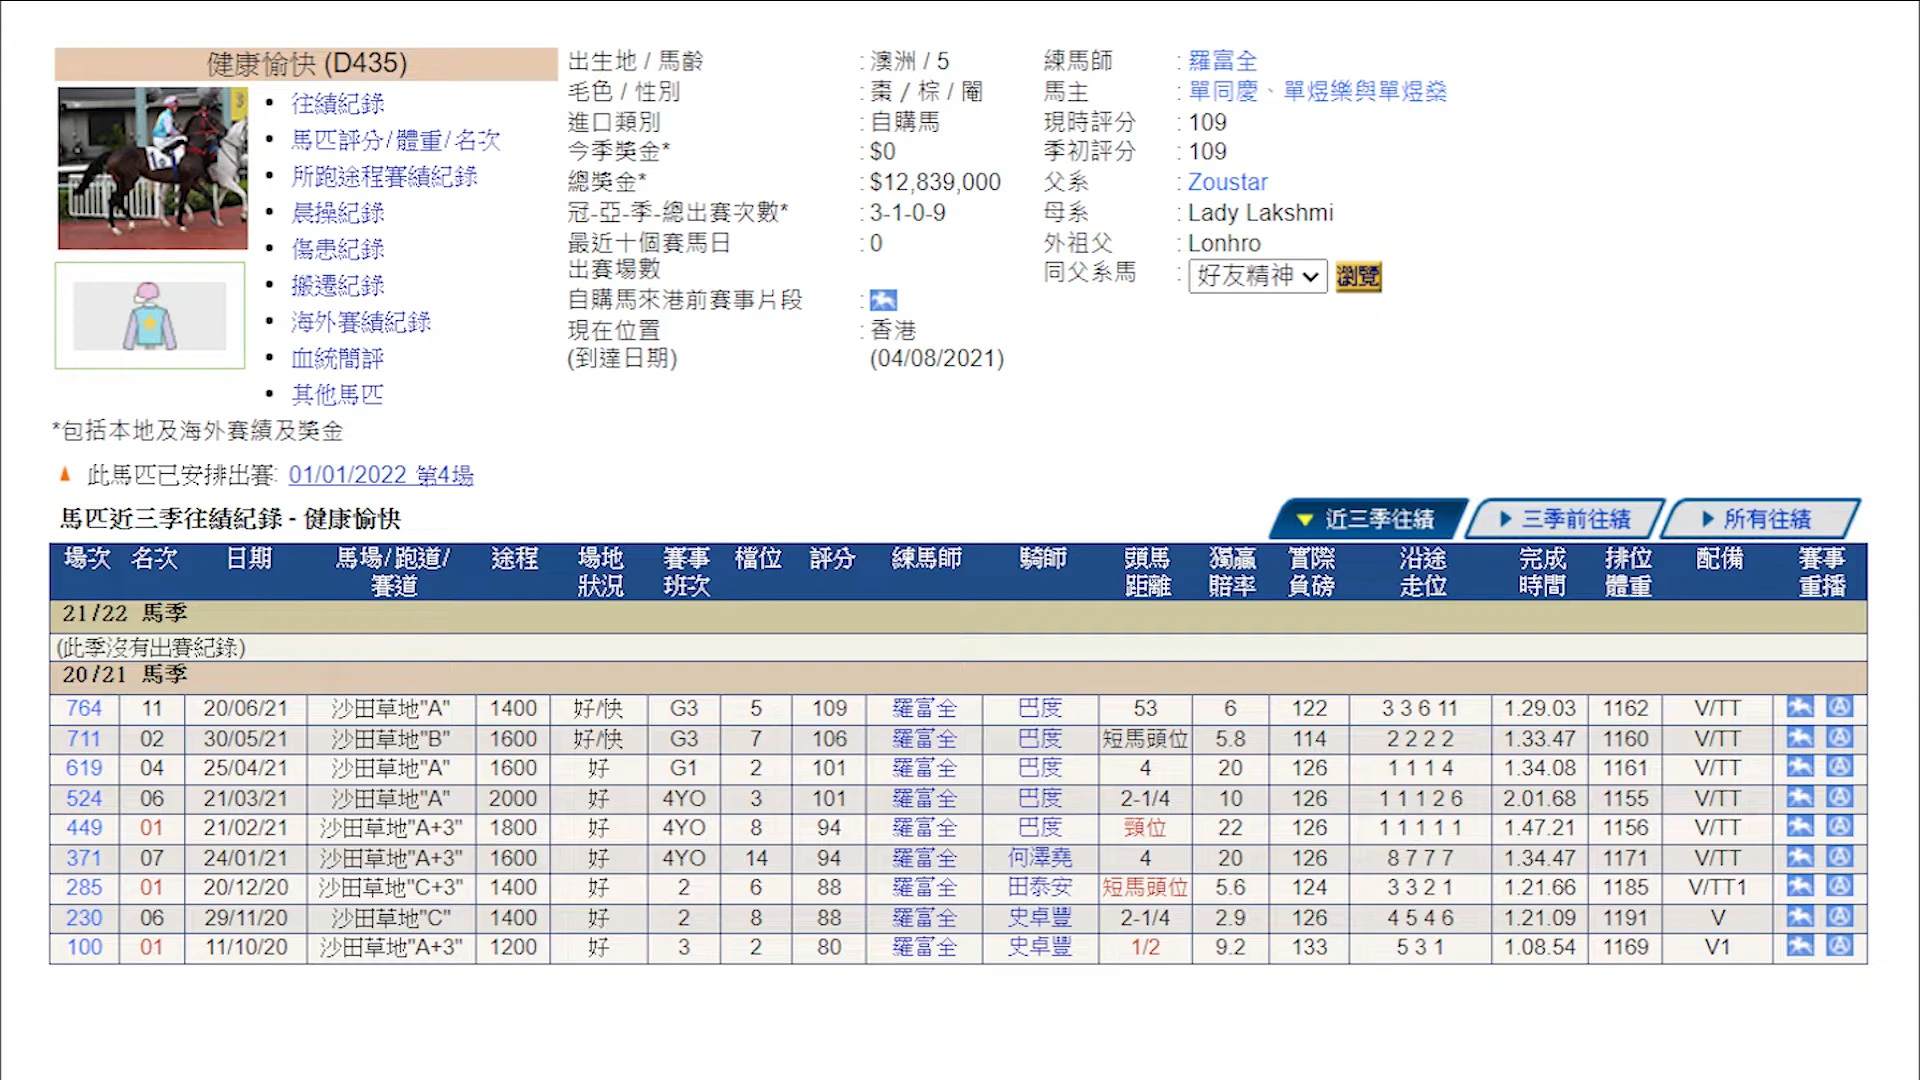 健康愉快 (D435)
• 往績紀錄
• 馬匹評分/體重/名次
• 所跑途程賽績紀錄
• 晨操紀錄
• 傷患紀錄
• 搬遷紀錄
• 海外賽績紀錄
• 血統簡評
• 其他馬匹
出生地 / 馬齡 : 澳洲 / 5
毛色 / 性別 : 棗 / 棕 / 閹
進口類別 : 自購馬
今季獎金* : $0
總獎金* : $12,839,000
冠-亞-季-總出賽次數* : 3-1-0-9
最近十個賽馬日 : 0
出賽場數
自購馬來港前賽事片段 :
現在位置 : 香港
(到達日期) (04/08/2021)
練馬師 : 羅富全
馬主 : 單同慶、單煜樂與單煜燊
現時評分 : 109
季初評分 : 109
父系 : Zoustar
母系 : Lady Lakshmi
外祖父 : Lonhro
同父系馬 : 好友精神 瀏覽
*包括本地及海外賽績及獎金
此馬匹已安排出賽: 01/01/2022 第4場
馬匹近三季往績紀錄 - 健康愉快
近三季往績 三季前往績 所有往績
場次 名次 日期 馬場/跑道/ 途程 場地 賽事 檔位 評分 練馬師 騎師 頭馬 獨贏 實際 沿途 完成 排位 配備 賽事
賽道 狀況 班次 距離 賠率 負磅 走位 時間 體重 重播
21/22 馬季
(此季沒有出賽紀錄)
20/21 馬季
764 11 20/06/21 沙田草地"A" 1400 好/快 G3 5 109 羅富全 巴度 53 6 122 3 3 6 11 1.29.03 1162 V/TT
711 02 30/05/21 沙田草地"B" 1600 好/快 G3 7 106 羅富全 巴度 短馬頭位 5.8 114 2 2 2 2 1.33.47 1160 V/TT
619 04 25/04/21 沙田草地"A" 1600 好 G1 2 101 羅富全 巴度 4 20 126 1 1 1 4 1.34.08 1161 V/TT
524 06 21/03/21 沙田草地"A" 2000 好 4YO 3 101 羅富全 巴度 2-1/4 10 126 1 1 1 2 6 2.01.68 1155 V/TT
449 01 21/02/21 沙田草地"A+3" 1800 好 4YO 8 94 羅富全 巴度 頸位 22 126 1 1 1 1 1 1.47.21 1156 V/TT
371 07 24/01/21 沙田草地"A+3" 1600 好 4YO 14 94 羅富全 何澤堯 4 20 126 8 7 7 7 1.34.47 1171 V/TT
285 01 20/12/20 沙田草地"C+3" 1400 好 2 6 88 羅富全 田泰安 短馬頭位 5.6 124 3 3 2 1 1.21.66 1185 V/TT1
230 06 29/11/20 沙田草地"C" 1400 好 2 8 88 羅富全 史卓豐 2-1/4 2.9 126 4 5 4 6 1.21.09 1191 V
100 01 11/10/20 沙田草地"A+3" 1200 好 3 2 80 羅富全 史卓豐 1/2 9.2 133 5 3 1 1.08.54 1169 V1